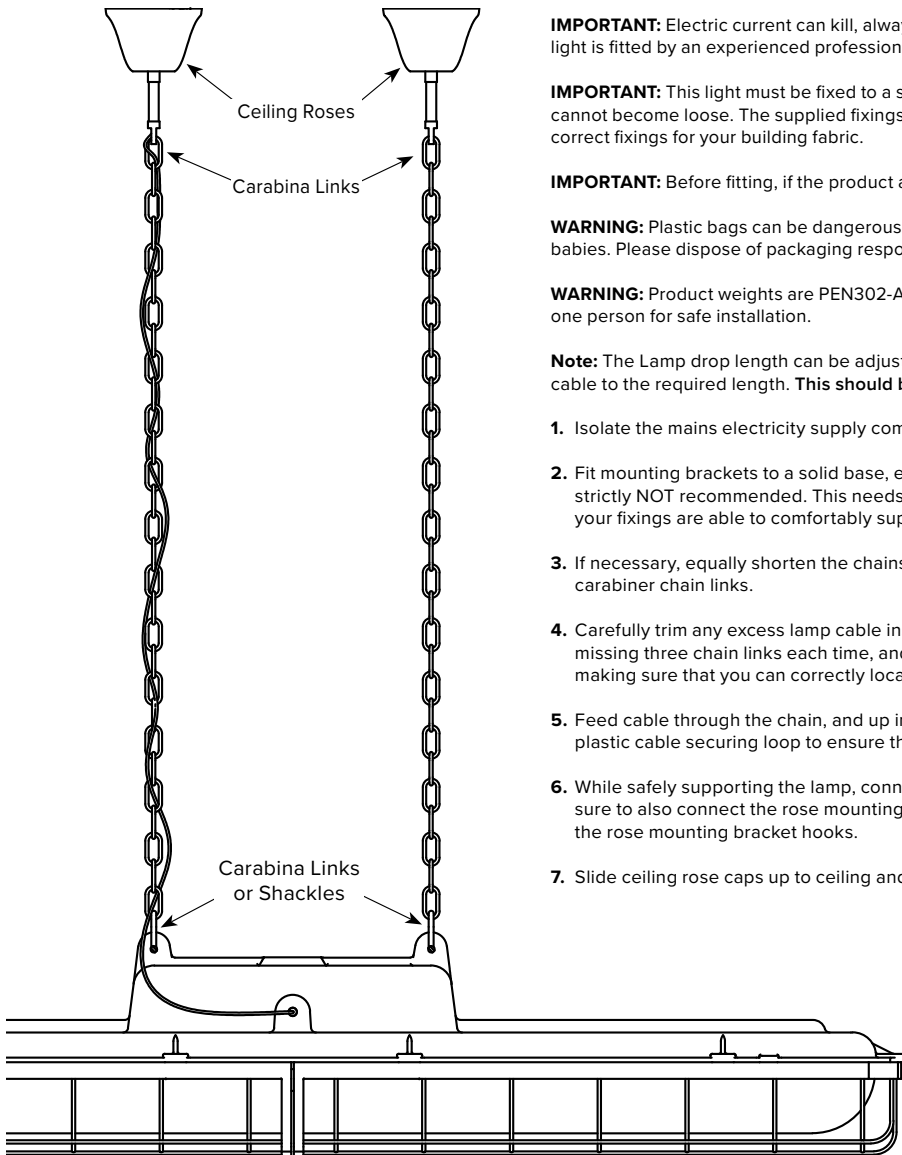 Ceiling Roses
Carabina Links
Carabina Links
or Shackles
IMPORTANT: Electric current can kill, alway
light is fitted by an experienced profession
IMPORTANT: This light must be fixed to a s
cannot become loose. The supplied fixings
correct fixings for your building fabric.
IMPORTANT: Before fitting, if the product a
WARNING: Plastic bags can be dangerous
babies. Please dispose of packaging respo
WARNING: Product weights are PEN302-A
one person for safe installation.
Note: The Lamp drop length can be adjust
cable to the required length. This should b
1. Isolate the mains electricity supply com
2. Fit mounting brackets to a solid base, e
strictly NOT recommended. This needs
your fixings are able to comfortably sup
3. If necessary, equally shorten the chains
carabiner chain links.
4. Carefully trim any excess lamp cable in
missing three chain links each time, and
making sure that you can correctly loca
5. Feed cable through the chain, and up in
plastic cable securing loop to ensure th
6. While safely supporting the lamp, conn
sure to also connect the rose mounting
the rose mounting bracket hooks.
7. Slide ceiling rose caps up to ceiling and